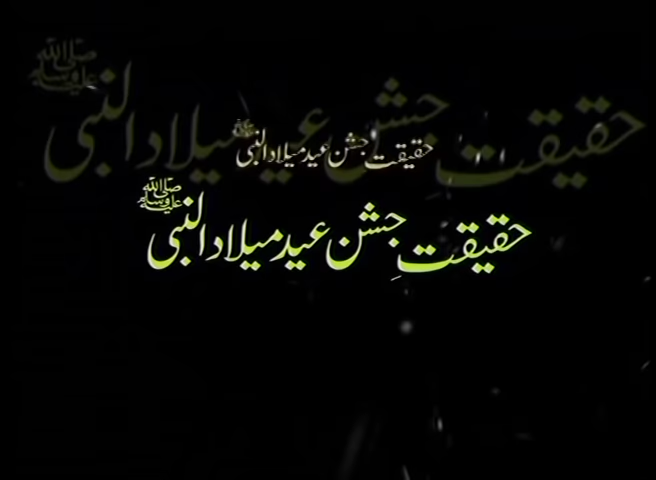 حقیقت جشن عید میلاد النبی ﷺ
حقیقت جشن عید میلاد النبی ﷺ
حقیقتِ جشن عید میلاد النبی ﷺ